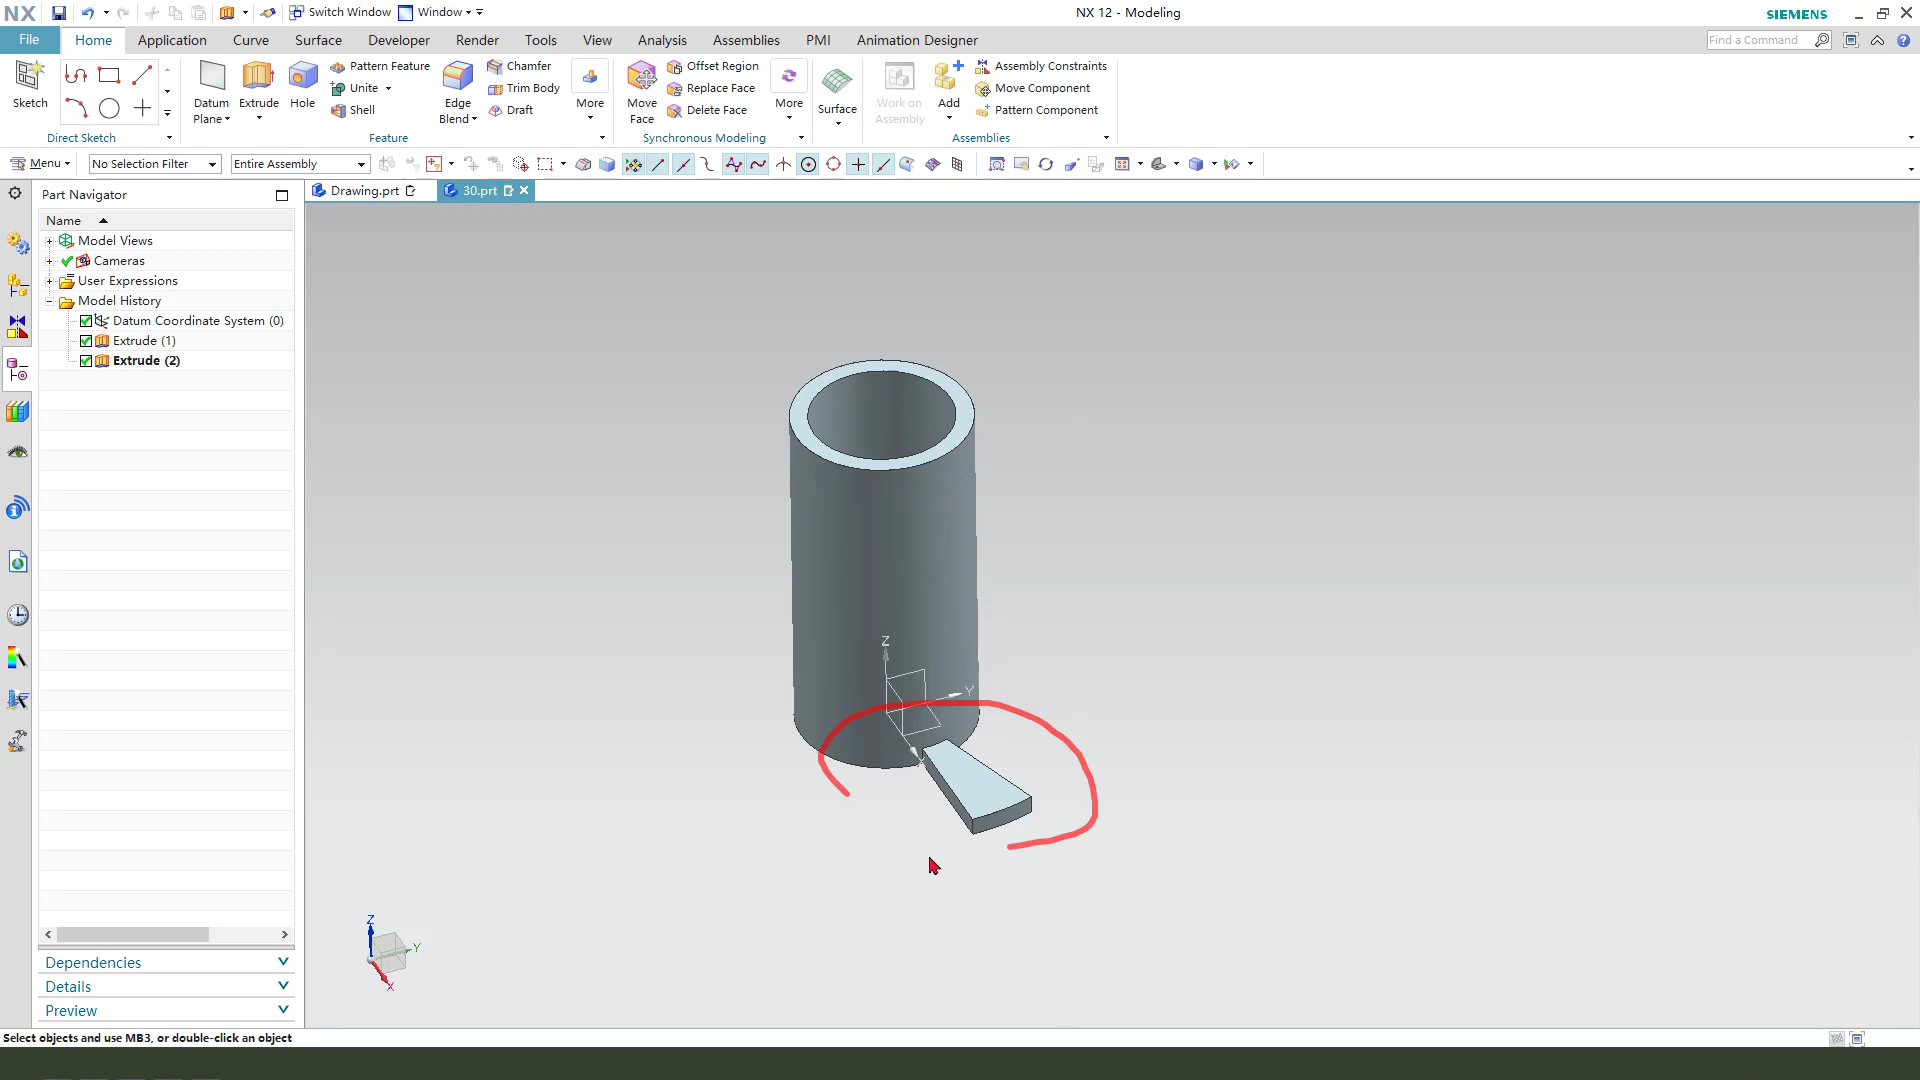 NX
Switch Window
Window
NX 12 - Modeling
SIEMENS
File
Home
Application
Curve
Surface
Developer
Render
Tools
View
Analysis
Assemblies
PMI
Animation Designer
Find a Command
Sketch
Datum
Plane
Extrude
Hole
Pattern Feature
Unite
Shell
Edge
Blend
Chamfer
Trim Body
Draft
More
Move
Face
Offset Region
Replace Face
Delete Face
More
Surface
Work on
Assembly
Add
Assembly Constraints
Move Component
Pattern Component
Direct Sketch
Feature
Synchronous Modeling
Assemblies
Menu
No Selection Filter
Entire Assembly
Part Navigator
Drawing.prt
30.prt
Name
Model Views
Cameras
User Expressions
Model History
Datum Coordinate System (0)
Extrude (1)
Extrude (2)
Z
Y
X
Z
Y
X
Dependencies
Details
Preview
Select objects and use MB3, or double-click an object